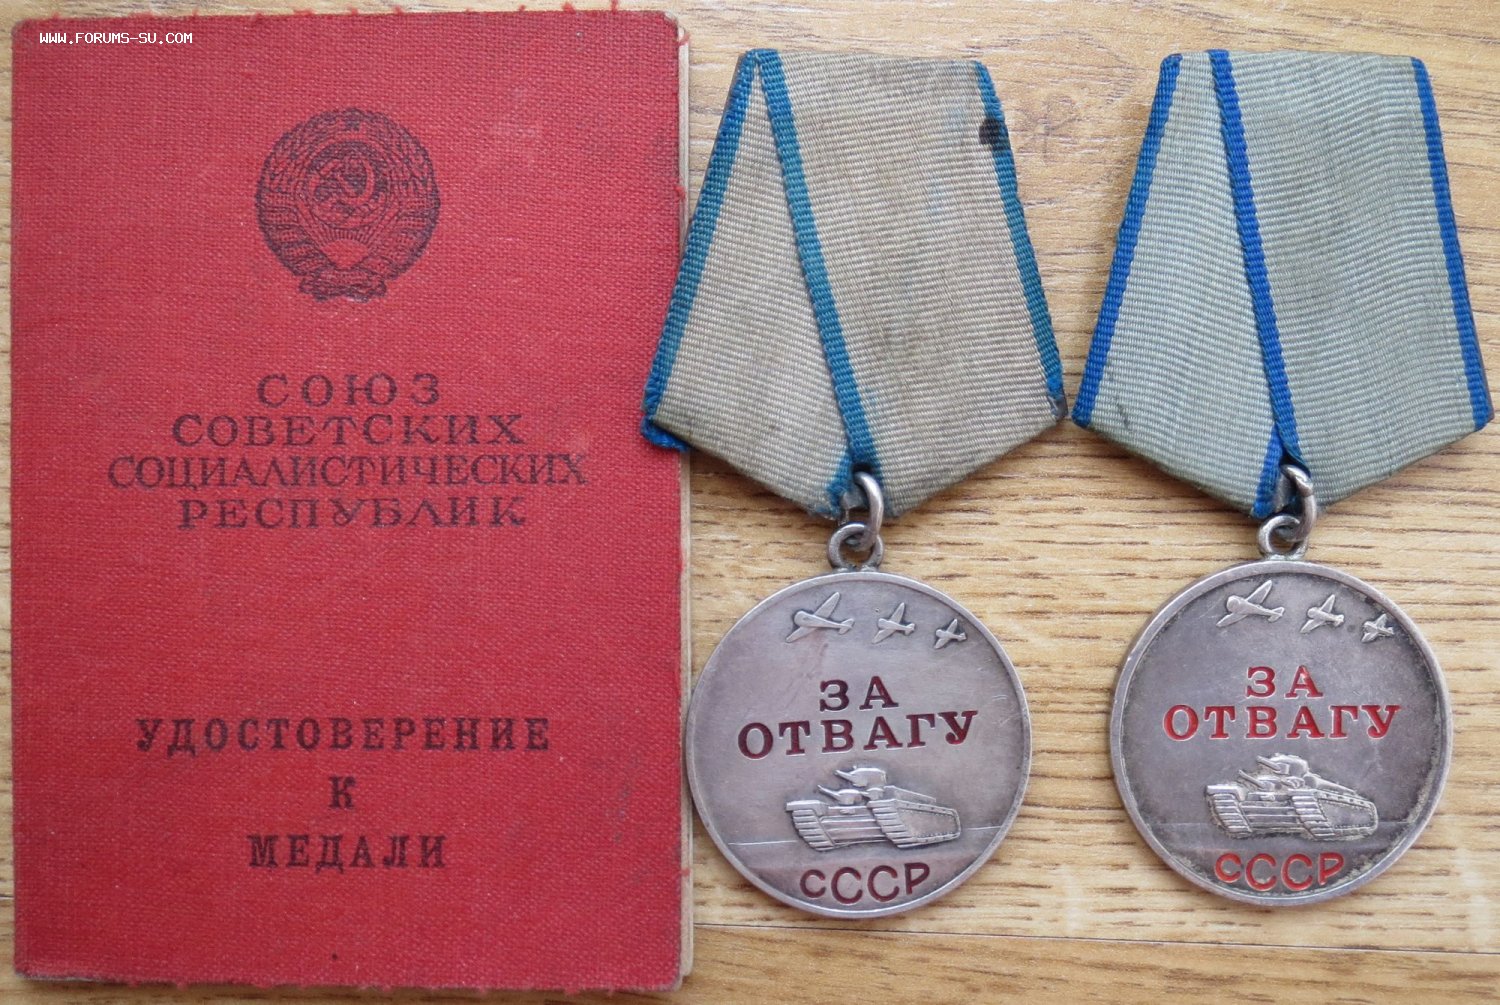 WWW.FORUMS-SU.COM
СОЮЗ
СОВЕТСКИХ
СОЦИАЛИСТИЧЕСКИХ
РЕСПУБЛИК
УДОСТОВЕРЕНИЕ
К
МЕДАЛИ
ЗА
ОТВАГУ
СССР
ЗА
ОТВАГУ
СССР